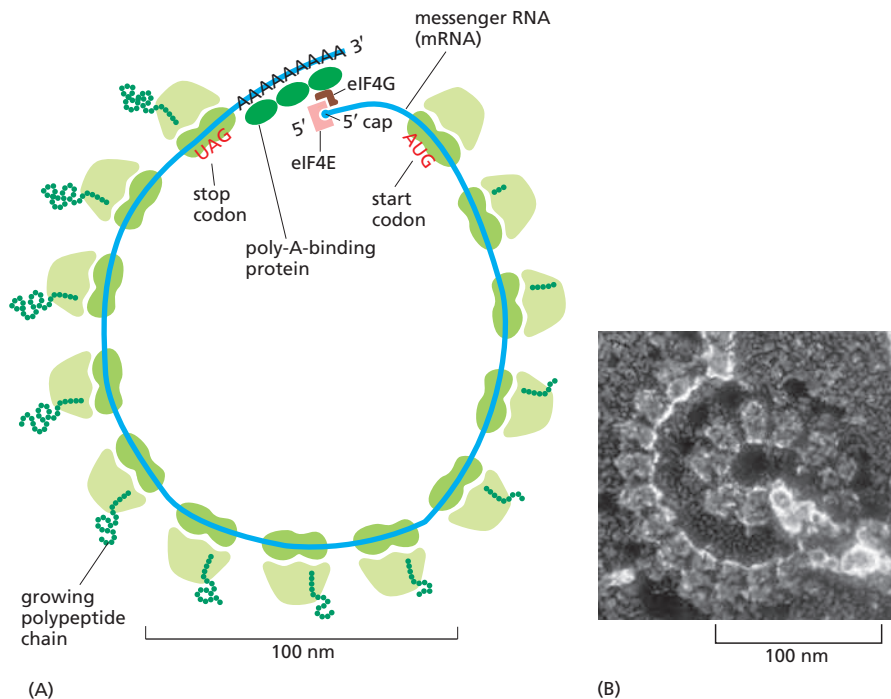 messenger RNA
(mRNA)
AAAAAAAAA 3′
eIF4G
5′
5′ cap
eIF4E
UAG
AUG
stop
codon
start
codon
poly-A-binding
protein
growing
polypeptide
chain
100 nm
100 nm
(A)
(B)